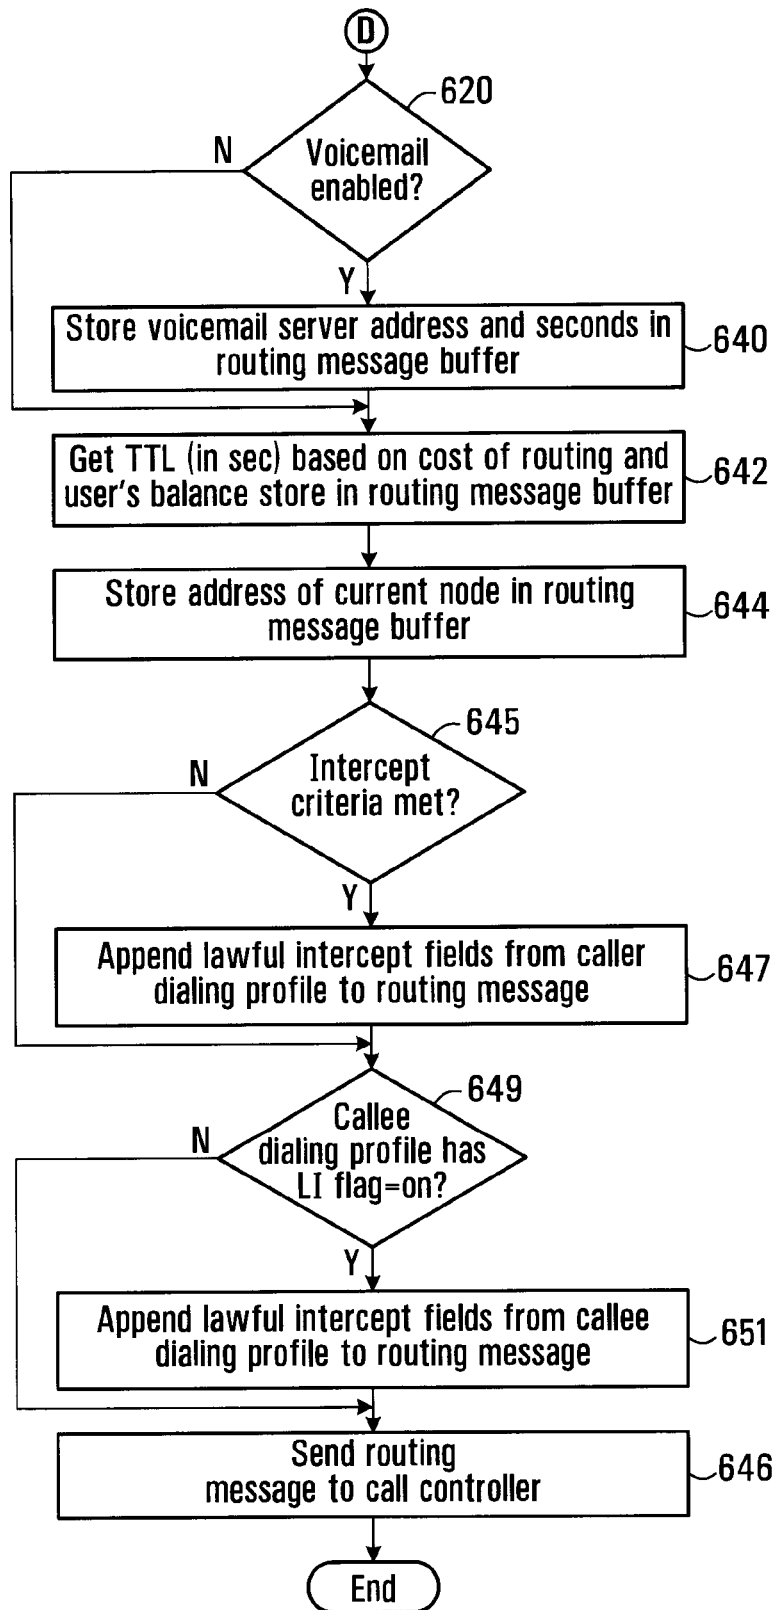 D
620
N
Voicemail
enabled?
Y
Store voicemail server address and seconds in
routing message buffer
640
Get TTL (in sec) based on cost of routing and
user's balance store in routing message buffer
642
Store address of current node in routing
message buffer
644
645
N
Intercept
criteria met?
Y
Append lawful intercept fields from caller
dialing profile to routing message
647
649
N
Callee
dialing profile has
LI flag=on?
Y
Append lawful intercept fields from callee
dialing profile to routing message
651
Send routing
message to call controller
646
End